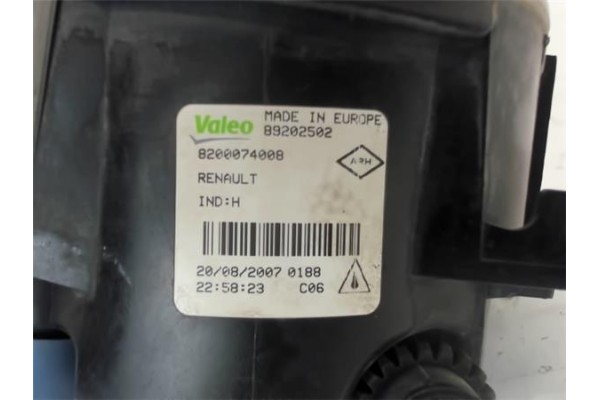 Valeo MADE IN EUROPE
89202502
8200074008
RENAULT
IND:H
20/08/2007 0188
22:58:23 C06